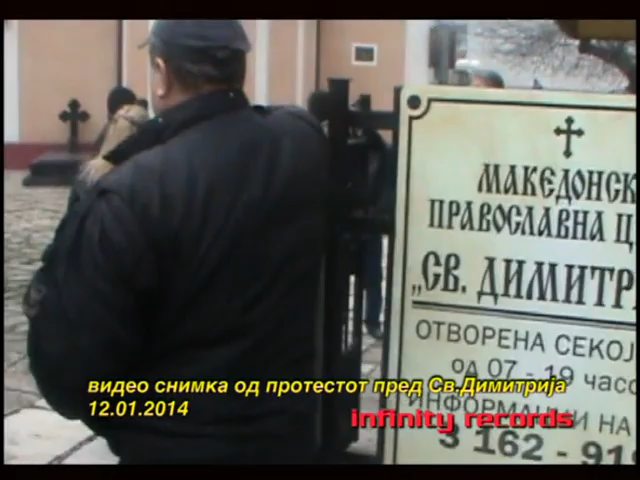 МАКЕДОНСК
ПРАВОСЛАВНА Ц
„СВ. ДИМИТР
ОТВОРЕНА СЕКОЈ
ОД 07 - 19 часо
ИНФОРМАЦИИ НА
3 162 - 919
видео снимка од протестот пред Св.Димитрија
12.01.2014
infinity records